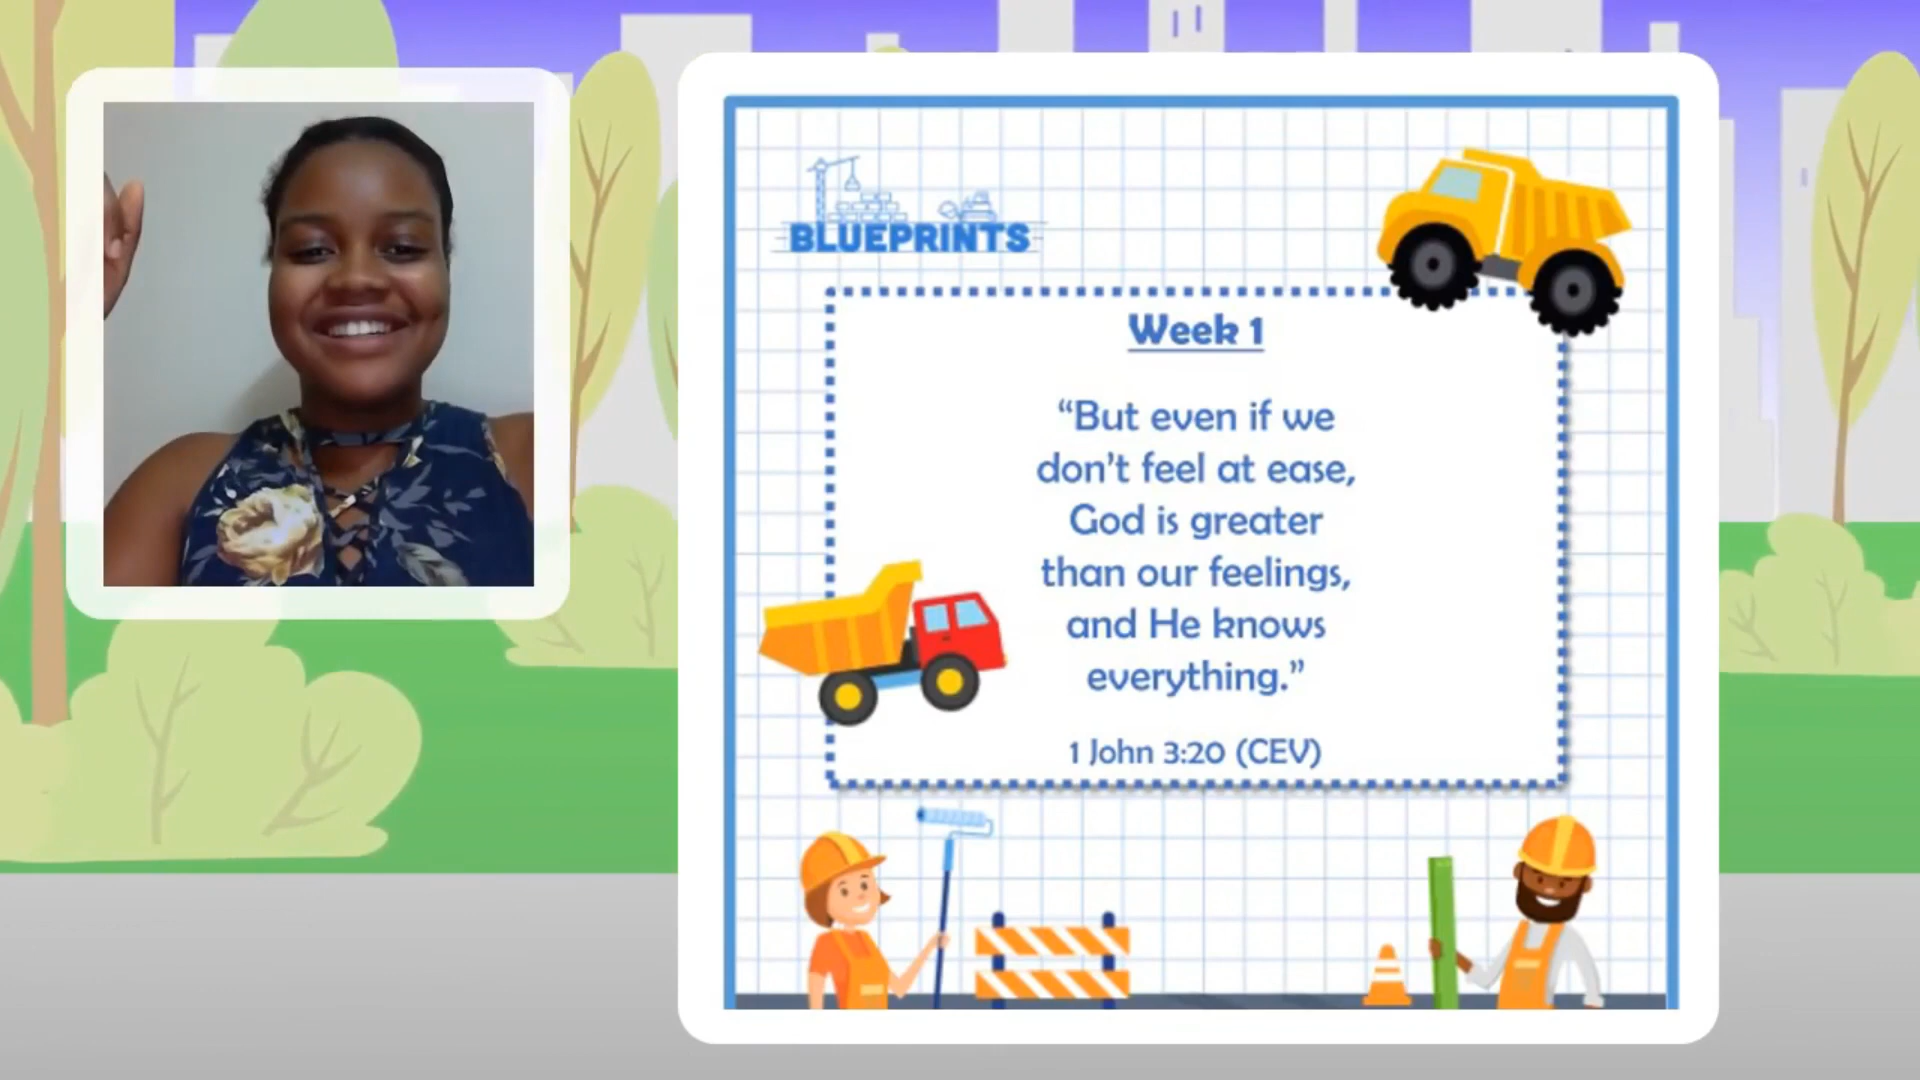 BLUEPRINTS
Week 1
“But even if we
don’t feel at ease,
God is greater
than our feelings,
and He knows
everything.”
1 John 3:20 (CEV)